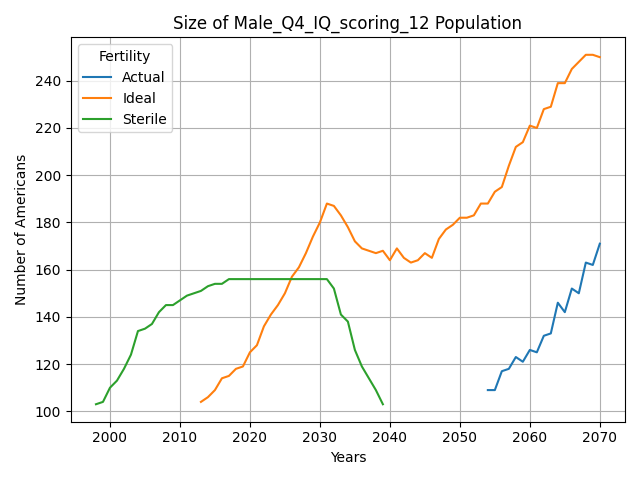 Size of Male_Q4_IQ_scoring_12 Population
Fertility
Actual
Ideal
Sterile
Number of Americans
240
220
200
180
160
140
120
100
2000
2010
2020
2030
2040
2050
2060
2070
Years